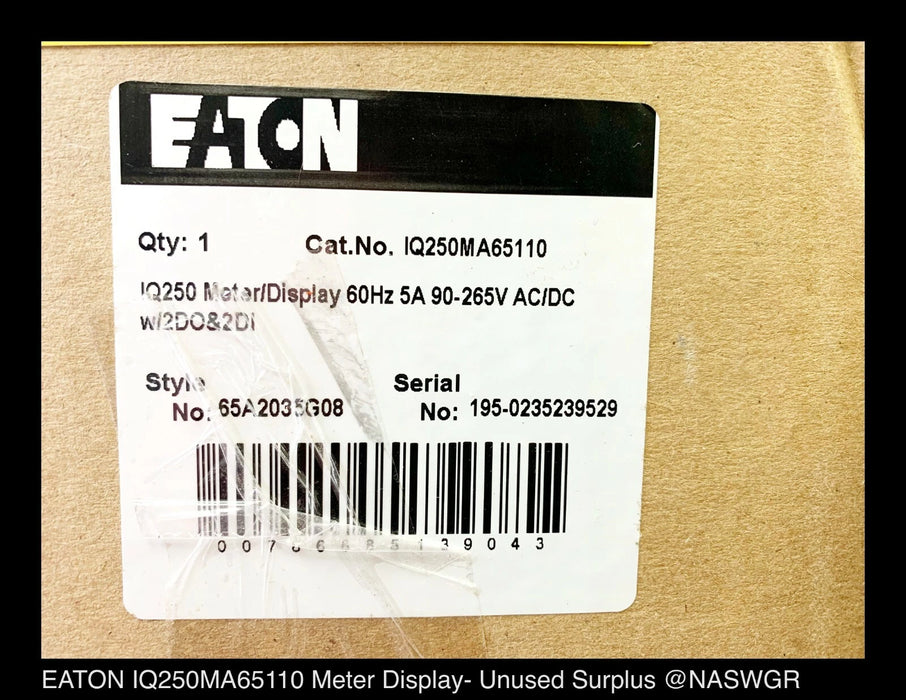 EATON
Qty: 1 Cat.No. IQ250MA65110
IQ250 Meter/Display 60Hz 5A 90-265V AC/DC
w/2DO&2DI
Style
No: 65A2035G08
Serial
No: 195-0235239529
00786685139043
EATON IQ250MA65110 Meter Display- Unused Surplus @NASWGR